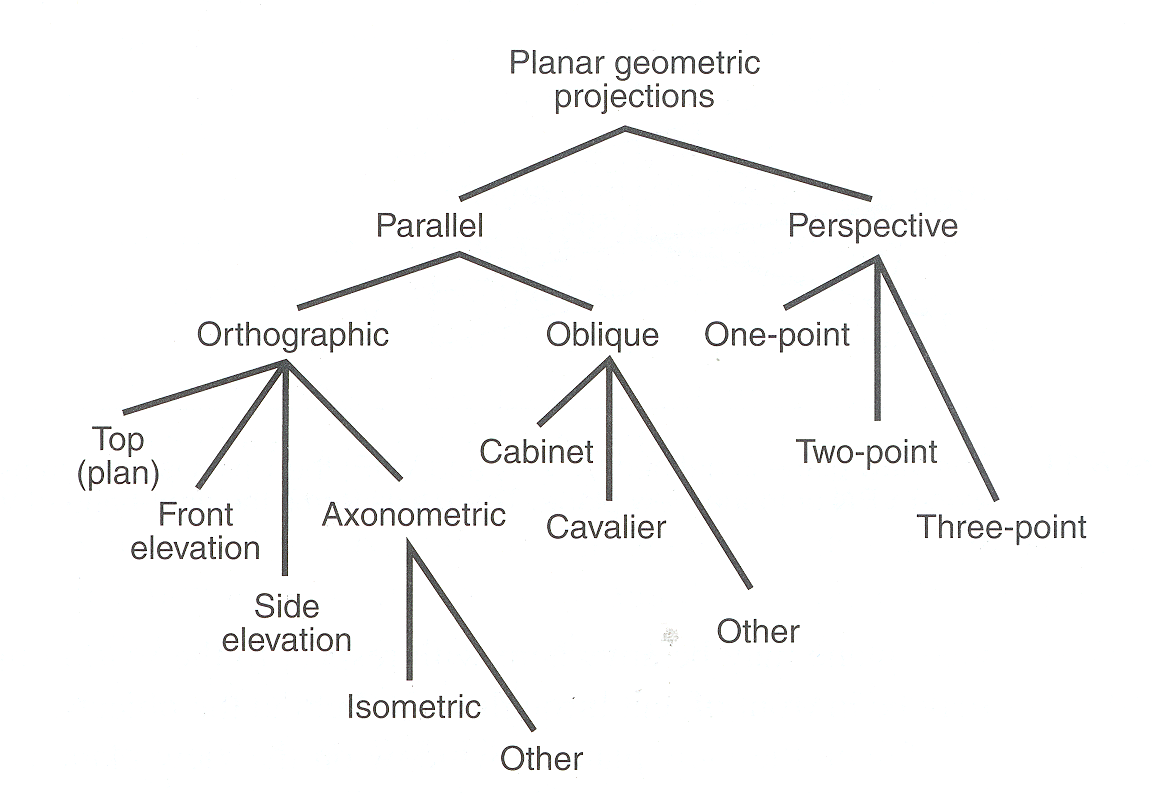 Planar geometric
projections
Parallel
Perspective
Orthographic
Oblique
One-point
Top
(plan)
Front
elevation
Side
elevation
Axonometric
Cabinet
Cavalier
Two-point
Three-point
Isometric
Other
Other